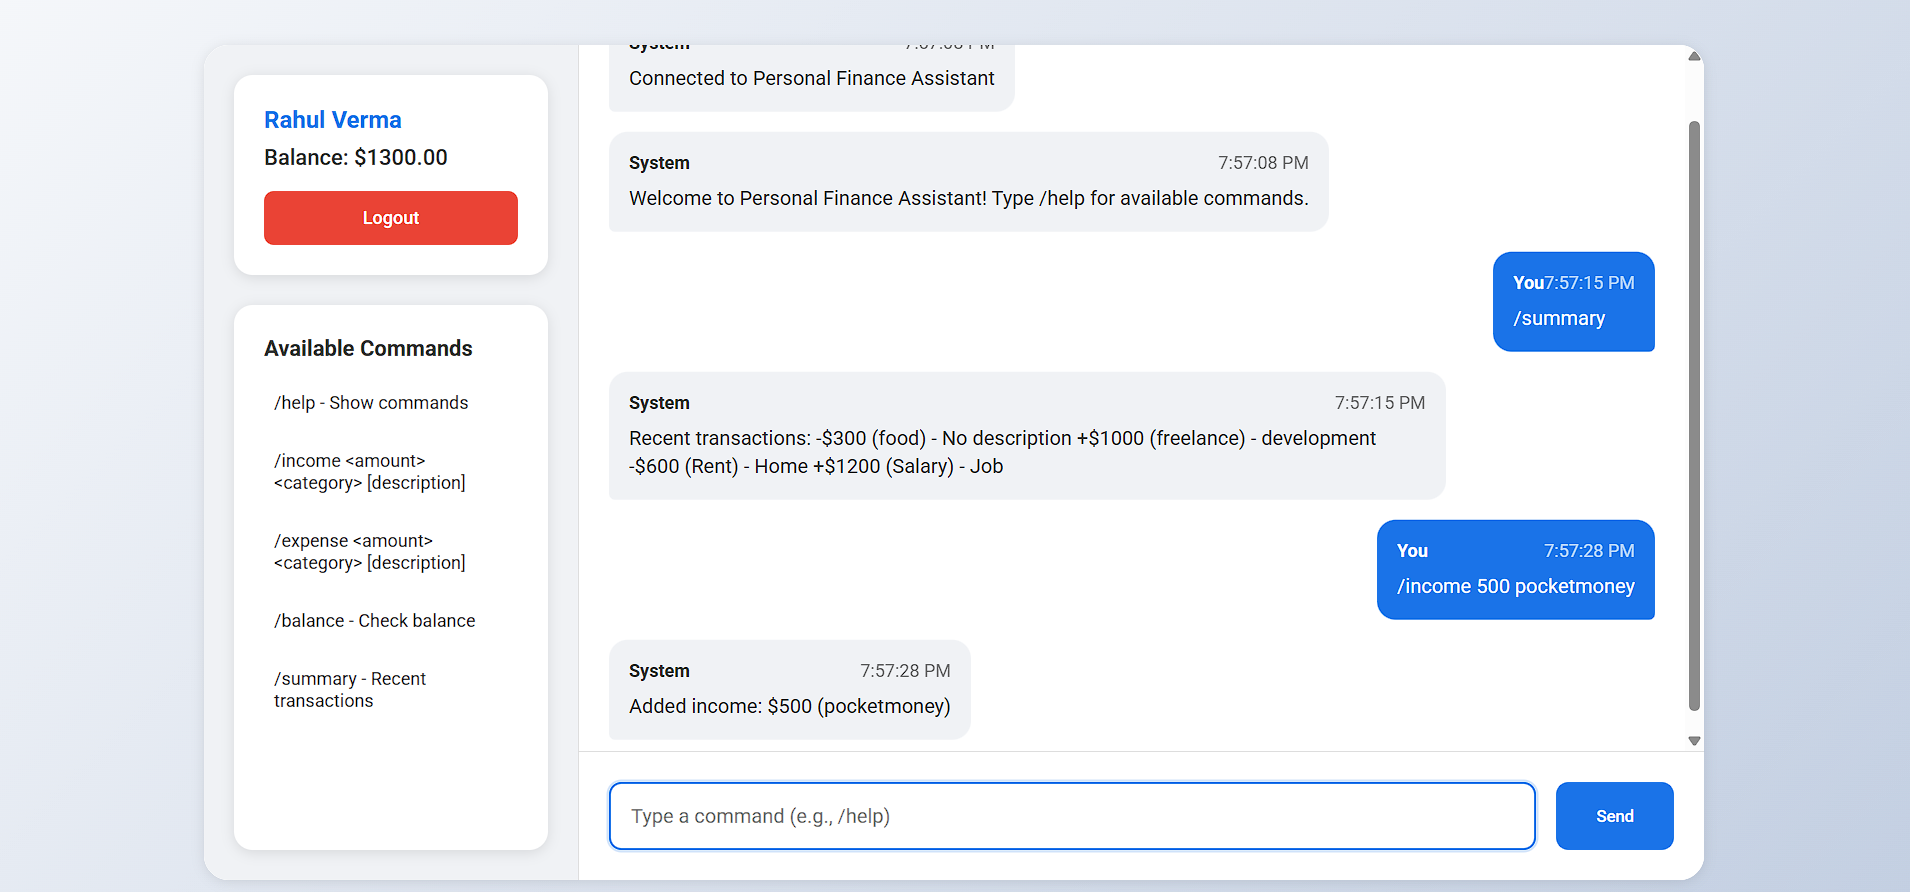 Rahul Verma
Balance: $1300.00
Logout
Available Commands
/help - Show commands
/income <amount>
<category> [description]
/expense <amount>
<category> [description]
/balance - Check balance
/summary - Recent
transactions
System
Connected to Personal Finance Assistant
System 7:57:08 PM
Welcome to Personal Finance Assistant! Type /help for available commands.
You7:57:15 PM
/summary
System 7:57:15 PM
Recent transactions: -$300 (food) - No description +$1000 (freelance) - development
-$600 (Rent) - Home +$1200 (Salary) - Job
You 7:57:28 PM
/income 500 pocketmoney
System 7:57:28 PM
Added income: $500 (pocketmoney)
Type a command (e.g., /help)
Send